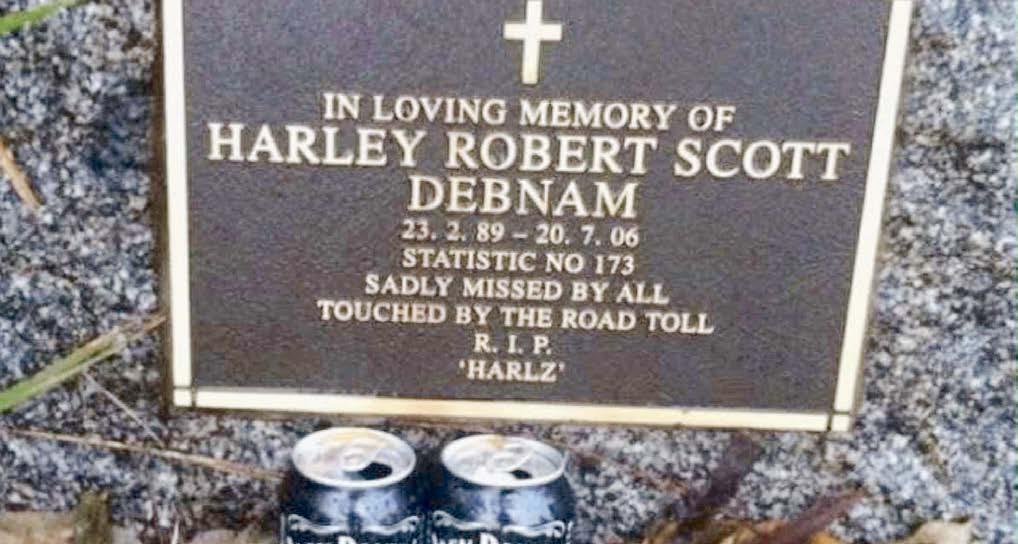 IN LOVING MEMORY OF
HARLEY ROBERT SCOTT
DEBNAM
23. 2. 89 – 20. 7. 06
STATISTIC NO 173
SADLY MISSED BY ALL
TOUCHED BY THE ROAD TOLL
R. I. P.
'HARLZ'